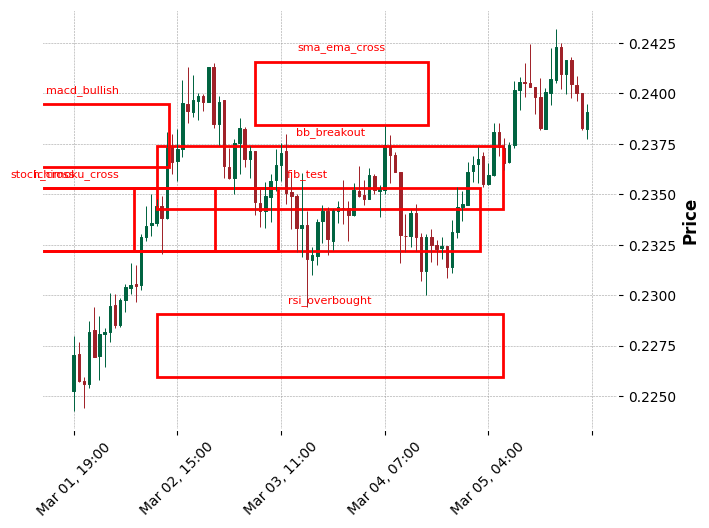 sma_ema_cross
0.2425
macd_bullish
0.2400
bb_breakout
0.2375
fib_test
0.2350
0.2325
rsi_overbought
0.2300
0.2275
0.2250
Price
Mar 01, 19:00
Mar 02, 15:00
Mar 03, 11:00
Mar 04, 07:00
Mar 05, 04:00